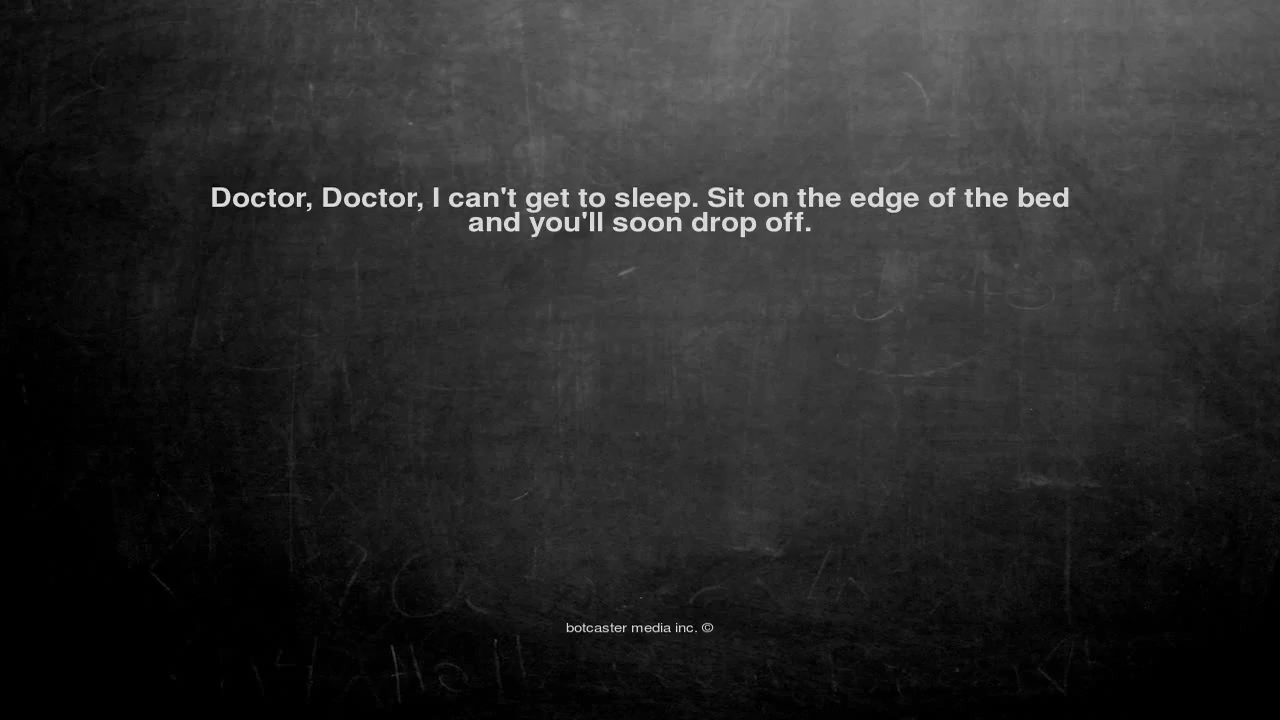 Doctor, Doctor, I can't get to sleep. Sit on the edge of the bed
and you'll soon drop off.
botcaster media inc. ©